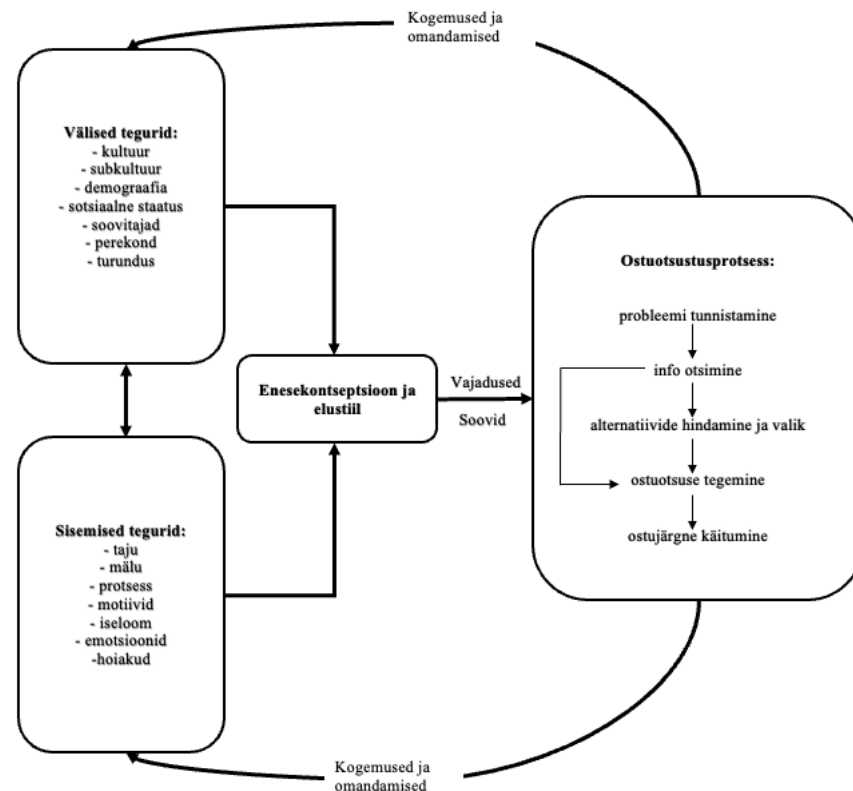 Kogemused ja
omandamised
Välised tegurid:
- kultuur
- subkultuur
- demograafia
- sotsiaalne staatus
- soovitajad
- perekond
- turundus
Enesekontseptsioon ja
elustiil
Vajadused
Soovid
Ostuotsustusprotsess:
probleemi tunnistamine
info otsimine
alternatiivide hindamine ja valik
ostuotsuse tegemine
ostujärgne käitumine
Sisemised tegurid:
- taju
- mälu
- protsess
- motiivid
- iseloom
- emotsioonid
-hoiakud
Kogemused ja
omandamised